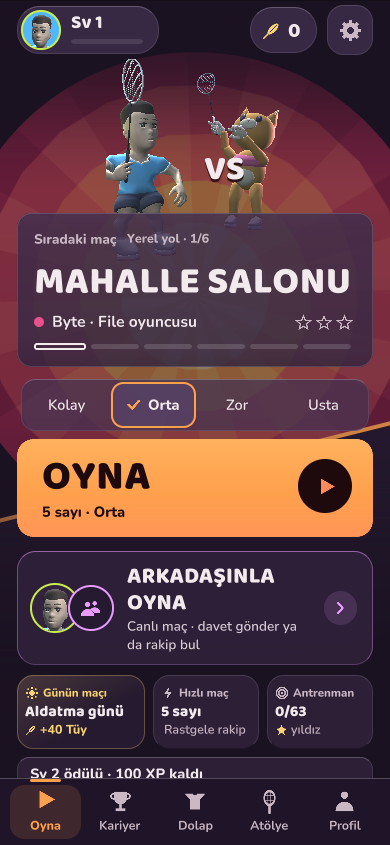 Sv 1
0
VS
Sıradaki maç Yerel yol · 1/6
MAHALLE SALONU
Byte · File oyuncusu
Kolay Orta Zor Usta
OYNA
5 sayı · Orta
ARKADAŞINLA
OYNA
Canlı maç · davet gönder ya
da rakip bul
Günün maçı
Aldatma günü
+40 Tüy
Hızlı maç
5 sayı
Rastgele rakip
Antrenman
0/63
yıldız
Sv 2 ödülü · 100 XP kaldı
Oyna Kariyer Dolap Atölye Profil